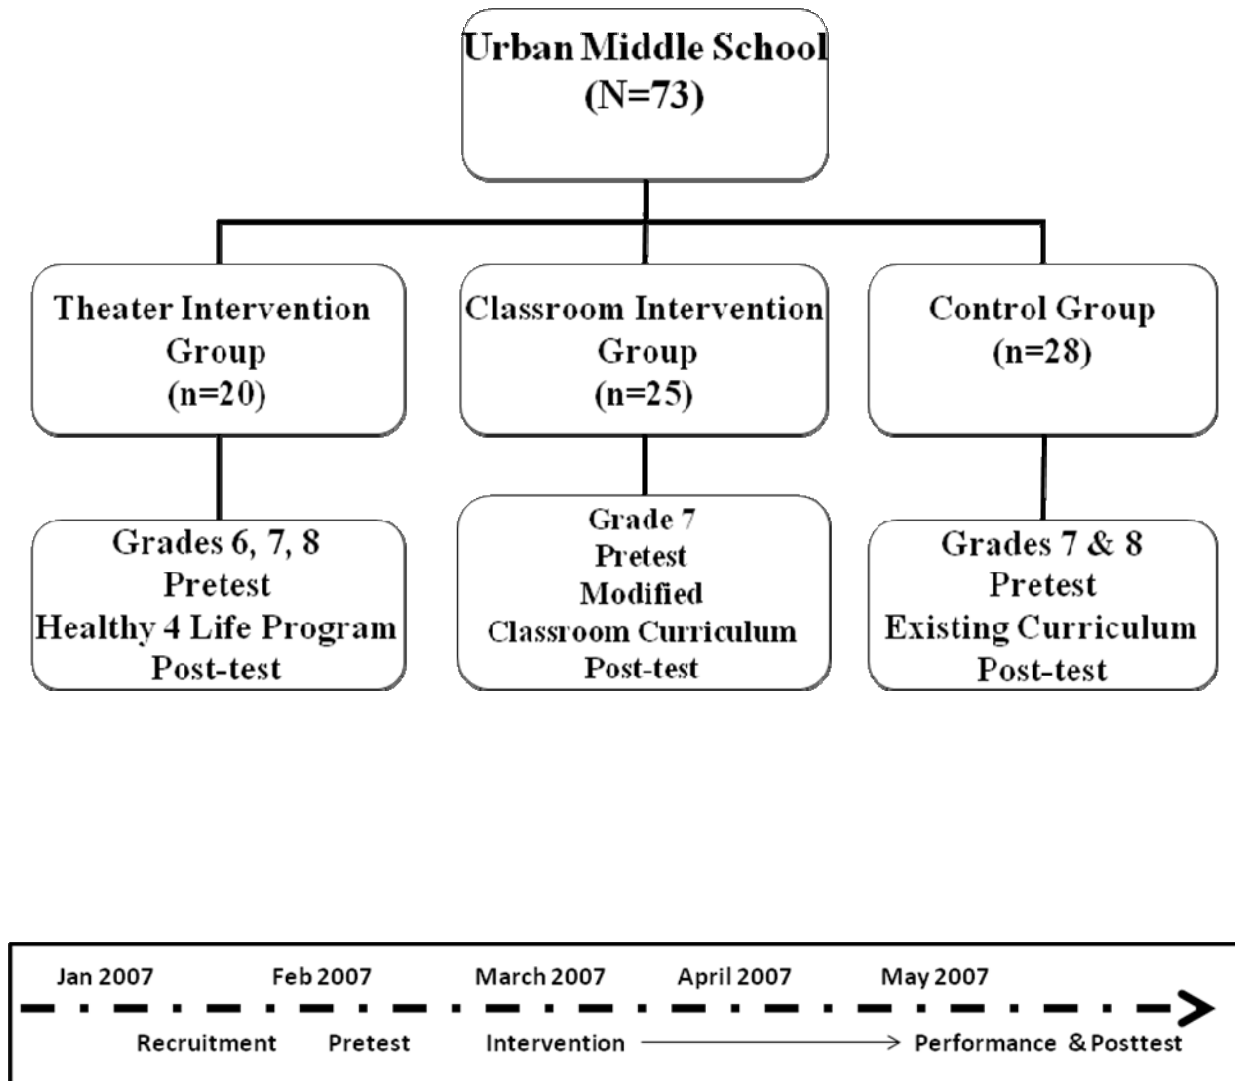 Urban Middle School
(N=73)
Theater Intervention
Group
(n=20)
Classroom Intervention
Group
(n=25)
Control Group
(n=28)
Grades 6, 7, 8
Pretest
Healthy 4 Life Program
Post-test
Grade 7
Pretest
Modified
Classroom Curriculum
Post-test
Grades 7 & 8
Pretest
Existing Curriculum
Post-test
Jan 2007 Feb 2007 March 2007 April 2007 May 2007
Recruitment Pretest Intervention Performance & Posttest